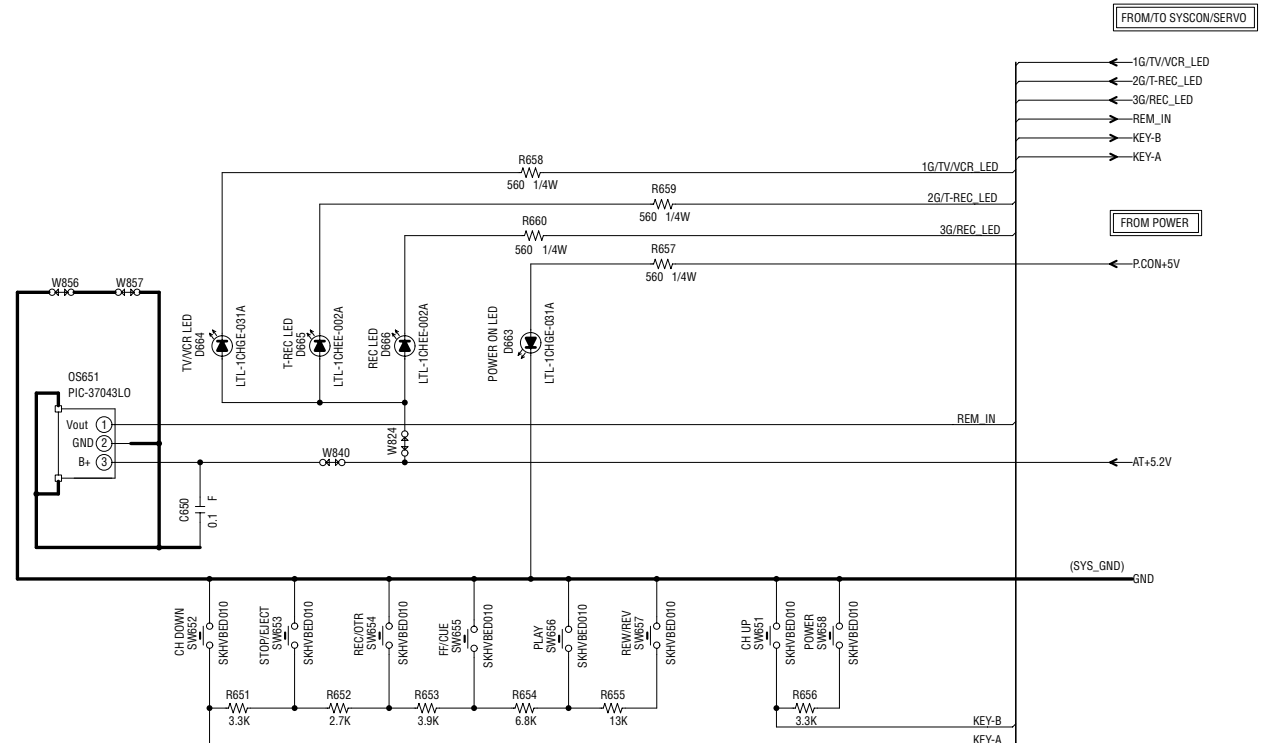 FROM/TO SYSCON/SERVO
1G/TV/VCR_LED
2G/T-REC_LED
3G/REC_LED
REM_IN
KEY-B
KEY-A
R658
560 1/4W
1G/TV/VCR_LED
R659
560 1/4W
2G/T-REC_LED
R660
560 1/4W
3G/REC_LED
FROM POWER
R657
560 1/4W
P.CON+5V
W856
W857
TV/VCR LED
D664
LTL-1CHGE-031A
T-REC LED
D665
LTL-1CHEE-002A
REC LED
D666
LTL-1CHEE-002A
POWER ON LED
D663
LTL-1CHGE-031A
OS651
PIC-37043LO
Vout 1
GND 2
B+ 3
REM_IN
W824
W840
AT+5.2V
C650
0.1 F
(SYS_GND)
GND
CH DOWN
SW652
SKHVBED010
STOP/EJECT
SW653
SKHVBED010
REC/OTR
SW654
SKHVBED010
FF/CUE
SW655
SKHVBED010
PLAY
SW656
SKHVBED010
REW/REV
SW657
SKHVBED010
CH UP
SW651
SKHVBED010
POWER
SW658
SKHVBED010
R651
3.3K
R652
2.7K
R653
3.9K
R654
6.8K
R655
13K
R656
3.3K
KEY-B
KEY-A